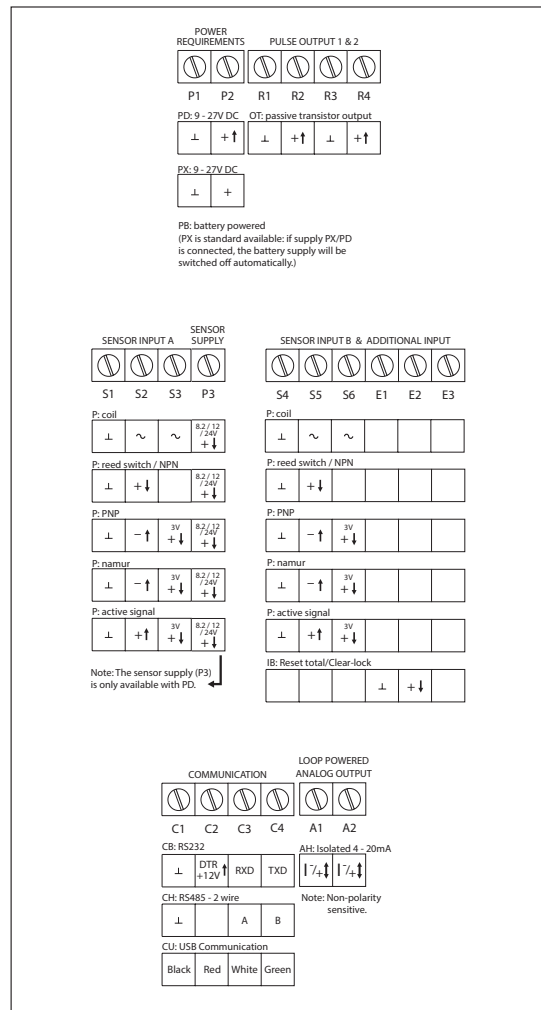 POWER
REQUIREMENTS
PULSE OUTPUT 1 & 2
P1 P2 R1 R2 R3 R4
PD: 9 - 27V DC
OT: passive transistor output
⊥ +↑ ⊥ +↑ ⊥ +↑
PX: 9 - 27V DC
⊥ +
PB: battery powered
(PX is standard available: if supply PX/PD
is connected, the battery supply will be
switched off automatically.)
SENSOR INPUT A
SENSOR
SUPPLY
S1 S2 S3 P3
P: coil
⊥ ~ ~ 8.2 / 12
/ 24V
+↓
P: reed switch / NPN
⊥ +↓ 8.2 / 12
/ 24V
+↓
P: PNP
⊥ −↑ 3V
+↓
8.2 / 12
/ 24V
+↓
P: namur
⊥ −↑ 3V
+↓
8.2 / 12
/ 24V
+↓
P: active signal
⊥ +↑ 3V
+↓
8.2 / 12
/ 24V
+↓
Note: The sensor supply (P3)
is only available with PD.
SENSOR INPUT B & ADDITIONAL INPUT
S4 S5 S6 E1 E2 E3
P: coil
⊥ ~ ~
P: reed switch / NPN
⊥ +↓
P: PNP
⊥ −↑ 3V
+↓
P: namur
⊥ −↑ 3V
+↓
P: active signal
⊥ +↑ 3V
+↓
IB: Reset total/Clear-lock
⊥ +↓
COMMUNICATION
LOOP POWERED
ANALOG OUTPUT
C1 C2 C3 C4 A1 A2
CB: RS232
⊥ DTR
+12V ↑
RXD TXD
AH: Isolated 4 - 20mA
I -/+↕ I -/+↕
Note: Non-polarity
sensitive.
CH: RS485 - 2 wire
⊥ A B
CU: USB Communication
Black Red White Green